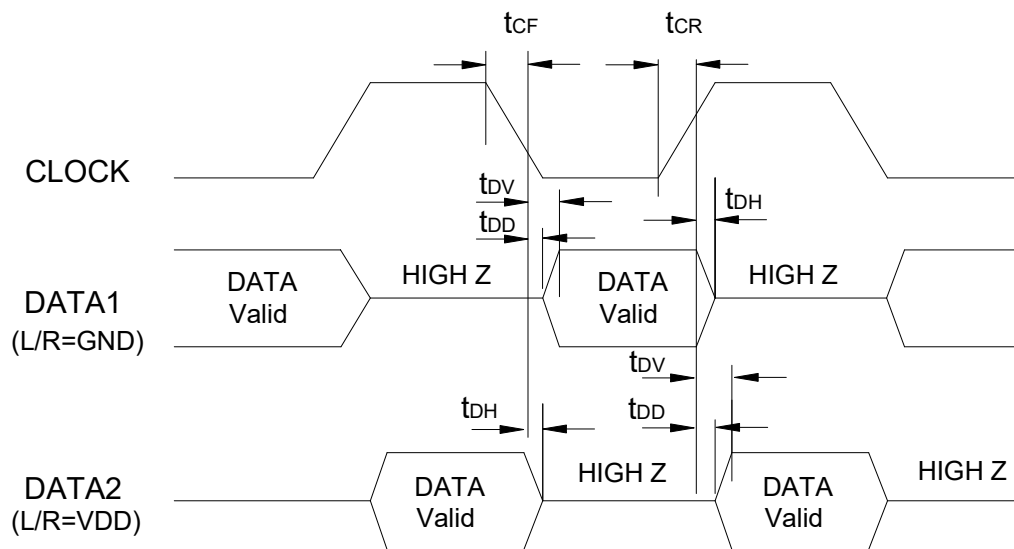 tCF
tCR
CLOCK
tDV
tDH
tDD
DATA1
(L/R=GND)
DATA
Valid
HIGH Z
DATA
Valid
HIGH Z
tDV
tDH
tDD
DATA2
(L/R=VDD)
DATA
Valid
HIGH Z
DATA
Valid
HIGH Z